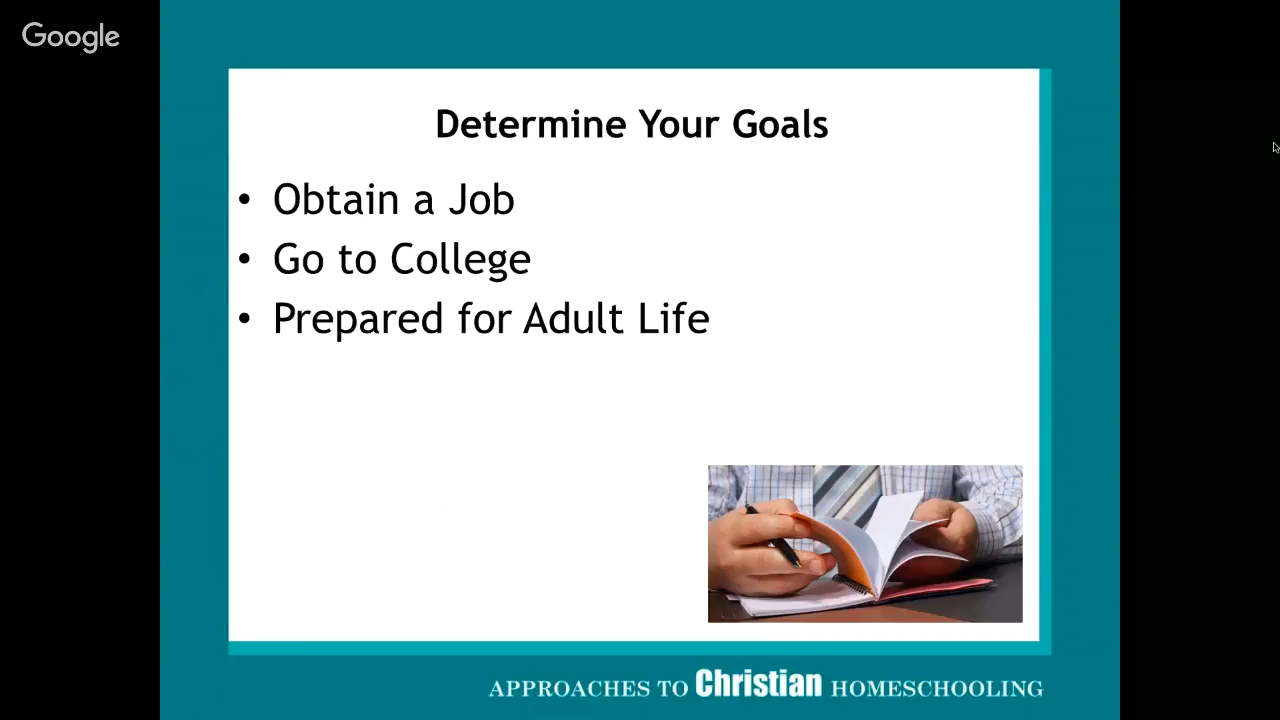 Google
Determine Your Goals
• Obtain a Job
• Go to College
• Prepared for Adult Life
APPROACHES TO Christian HOMESCHOOLING